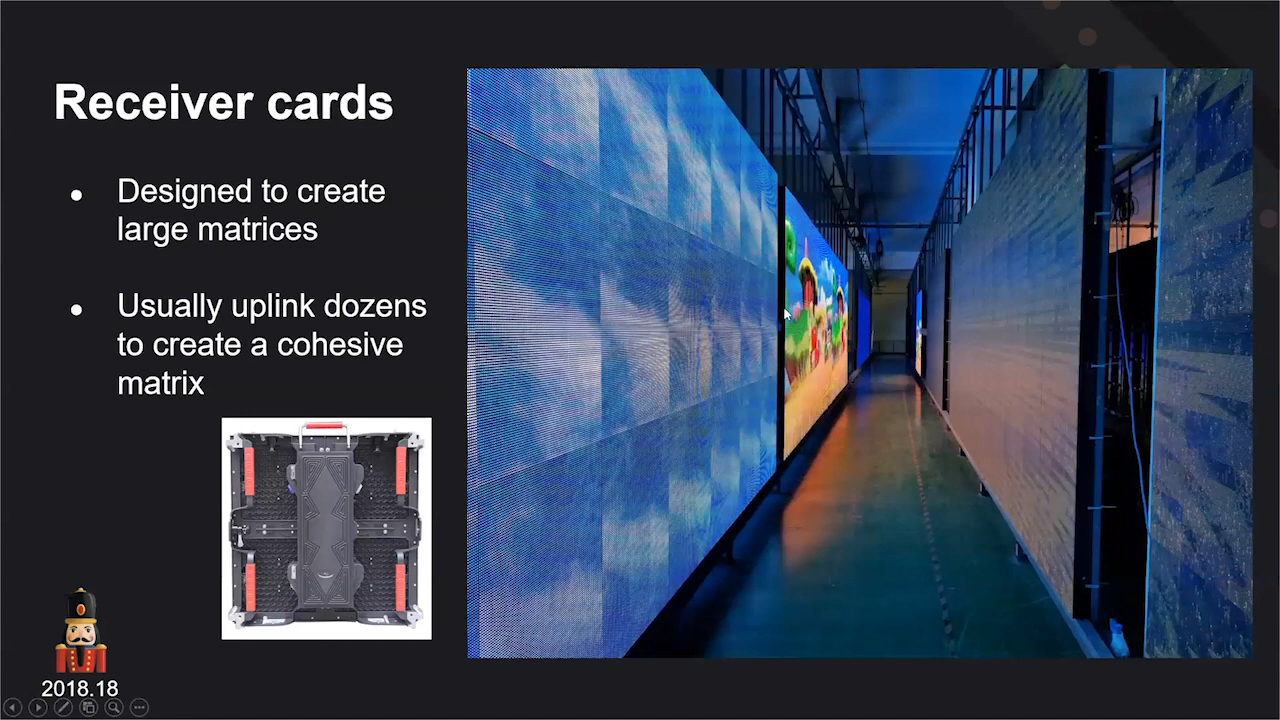 Receiver cards
● Designed to create
large matrices
● Usually uplink dozens
to create a cohesive
matrix
2018.18